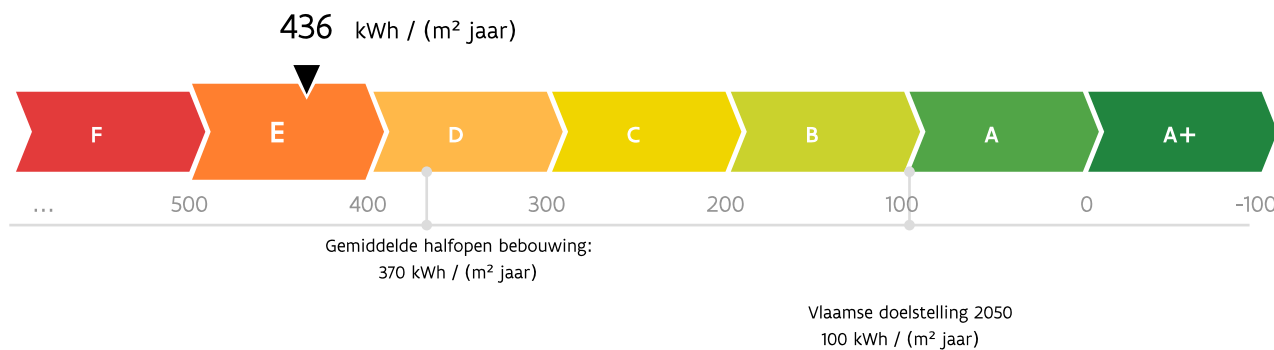 436 kWh / (m² jaar)
F E D C B A A+
... 500 400 300 200 100 0 -100
Gemiddelde halfopen bebouwing:
370 kWh / (m² jaar)
Vlaamse doelstelling 2050
100 kWh / (m² jaar)